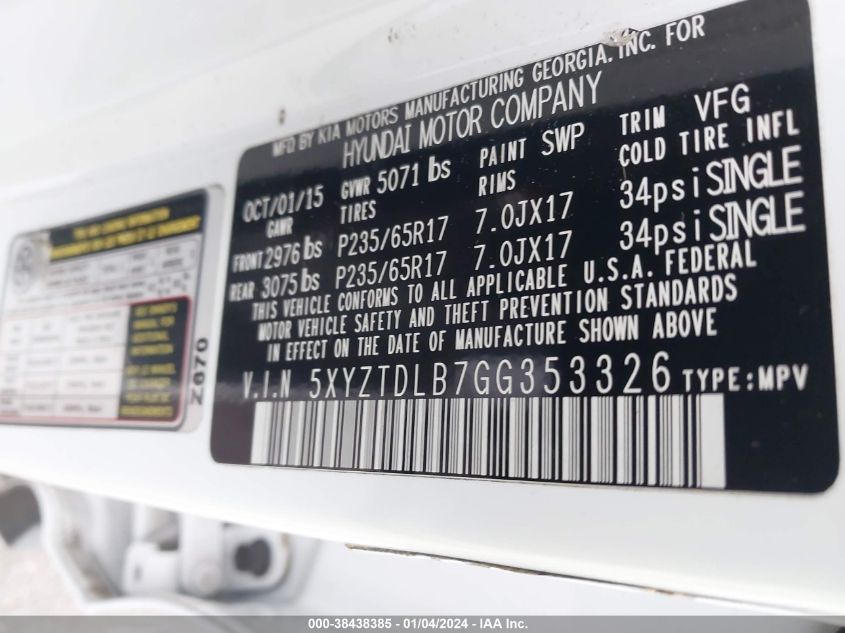 MFD BY KIA MOTORS MANUFACTURING GEORGIA. INC. FOR
HYUNDAI MOTOR COMPANY
OCT/01/15 GVWR 5071 lbs PAINT SWP TRIM VFG
GAWR TIRES RIMS COLD TIRE INFL
FRONT 2976 lbs P235/65R17 7.0JX17 34psi SINGLE
REAR 3075 lbs P235/65R17 7.0JX17 34psi SINGLE
THIS VEHICLE CONFORMS TO ALL APPLICABLE U.S.A. FEDERAL
MOTOR VEHICLE SAFETY AND THEFT PREVENTION STANDARDS
IN EFFECT ON THE DATE OF MANUFACTURE SHOWN ABOVE
V.I.N 5XYZTDLB7GG353326 TYPE:MPV
Z870
000-38438385 - 01/04/2024 - IAA Inc.